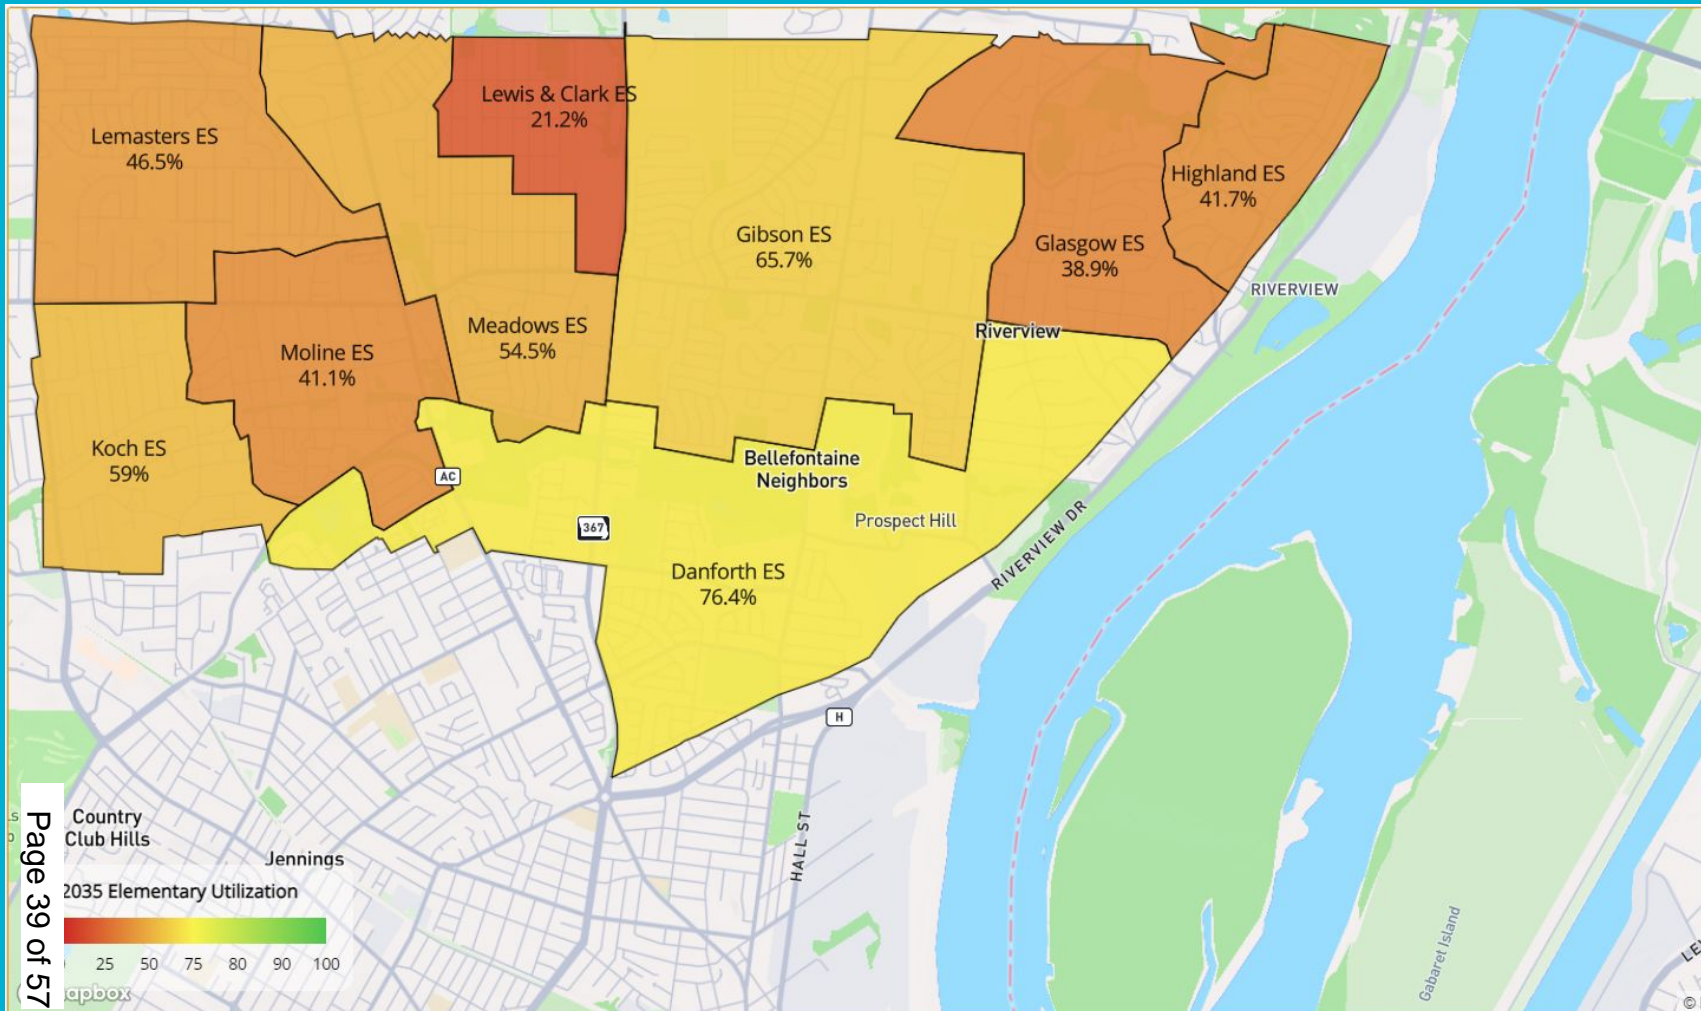 Lewis & Clark ES
21.2%
Lemasters ES
46.5%
Highland ES
41.7%
Gibson ES
65.7%
Glasgow ES
38.9%
RIVERVIEW
Meadows ES
54.5%
Riverview
Moline ES
41.1%
Koch ES
59%
Bellefontaine
Neighbors
AC
367
Prospect Hill
RIVERVIEW DR
Danforth ES
76.4%
H
HALL ST
Country
Club Hills
Jennings
2035 Elementary Utilization
25 50 75 80 90 100
Gabaret Island
Page 39 of 57